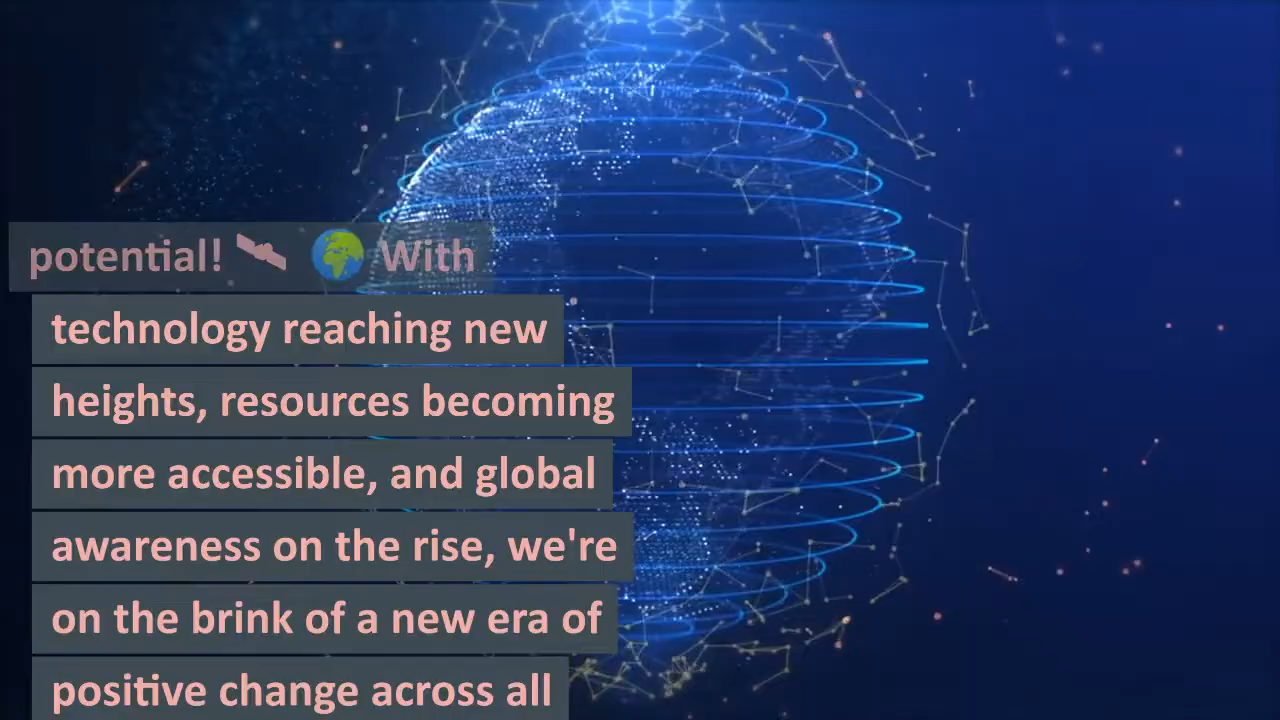 potential! 🛰 🌍 With
technology reaching new
heights, resources becoming
more accessible, and global
awareness on the rise, we're
on the brink of a new era of
positive change across all